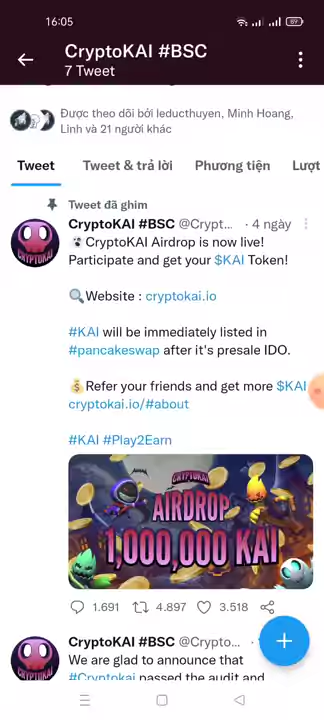 16:05
89
CryptoKAI #BSC
7 Tweet
Được theo dõi bởi leducthuyen, Minh Hoang,
Linh và 21 người khác
Tweet
Tweet & trả lời
Phương tiện
Lượt
Tweet đã ghim
CryptoKAI #BSC @Crypt... · 4 ngày
CryptoKAI Airdrop is now live!
Participate and get your $KAI Token!
Website : cryptokai.io
#KAI will be immediately listed in
#pancakeswap after it's presale IDO.
Refer your friends and get more $KAI
cryptokai.io/#about
#KAI #Play2Earn
CRYPTOKAI
AIRDROP
1,000,000 KAI
CRYPTOKAI
1.691
4.897
3.518
CryptoKAI #BSC @Crypto... ·
We are glad to announce that
#Cryptokai passed the audit and
CRYPTOKAI